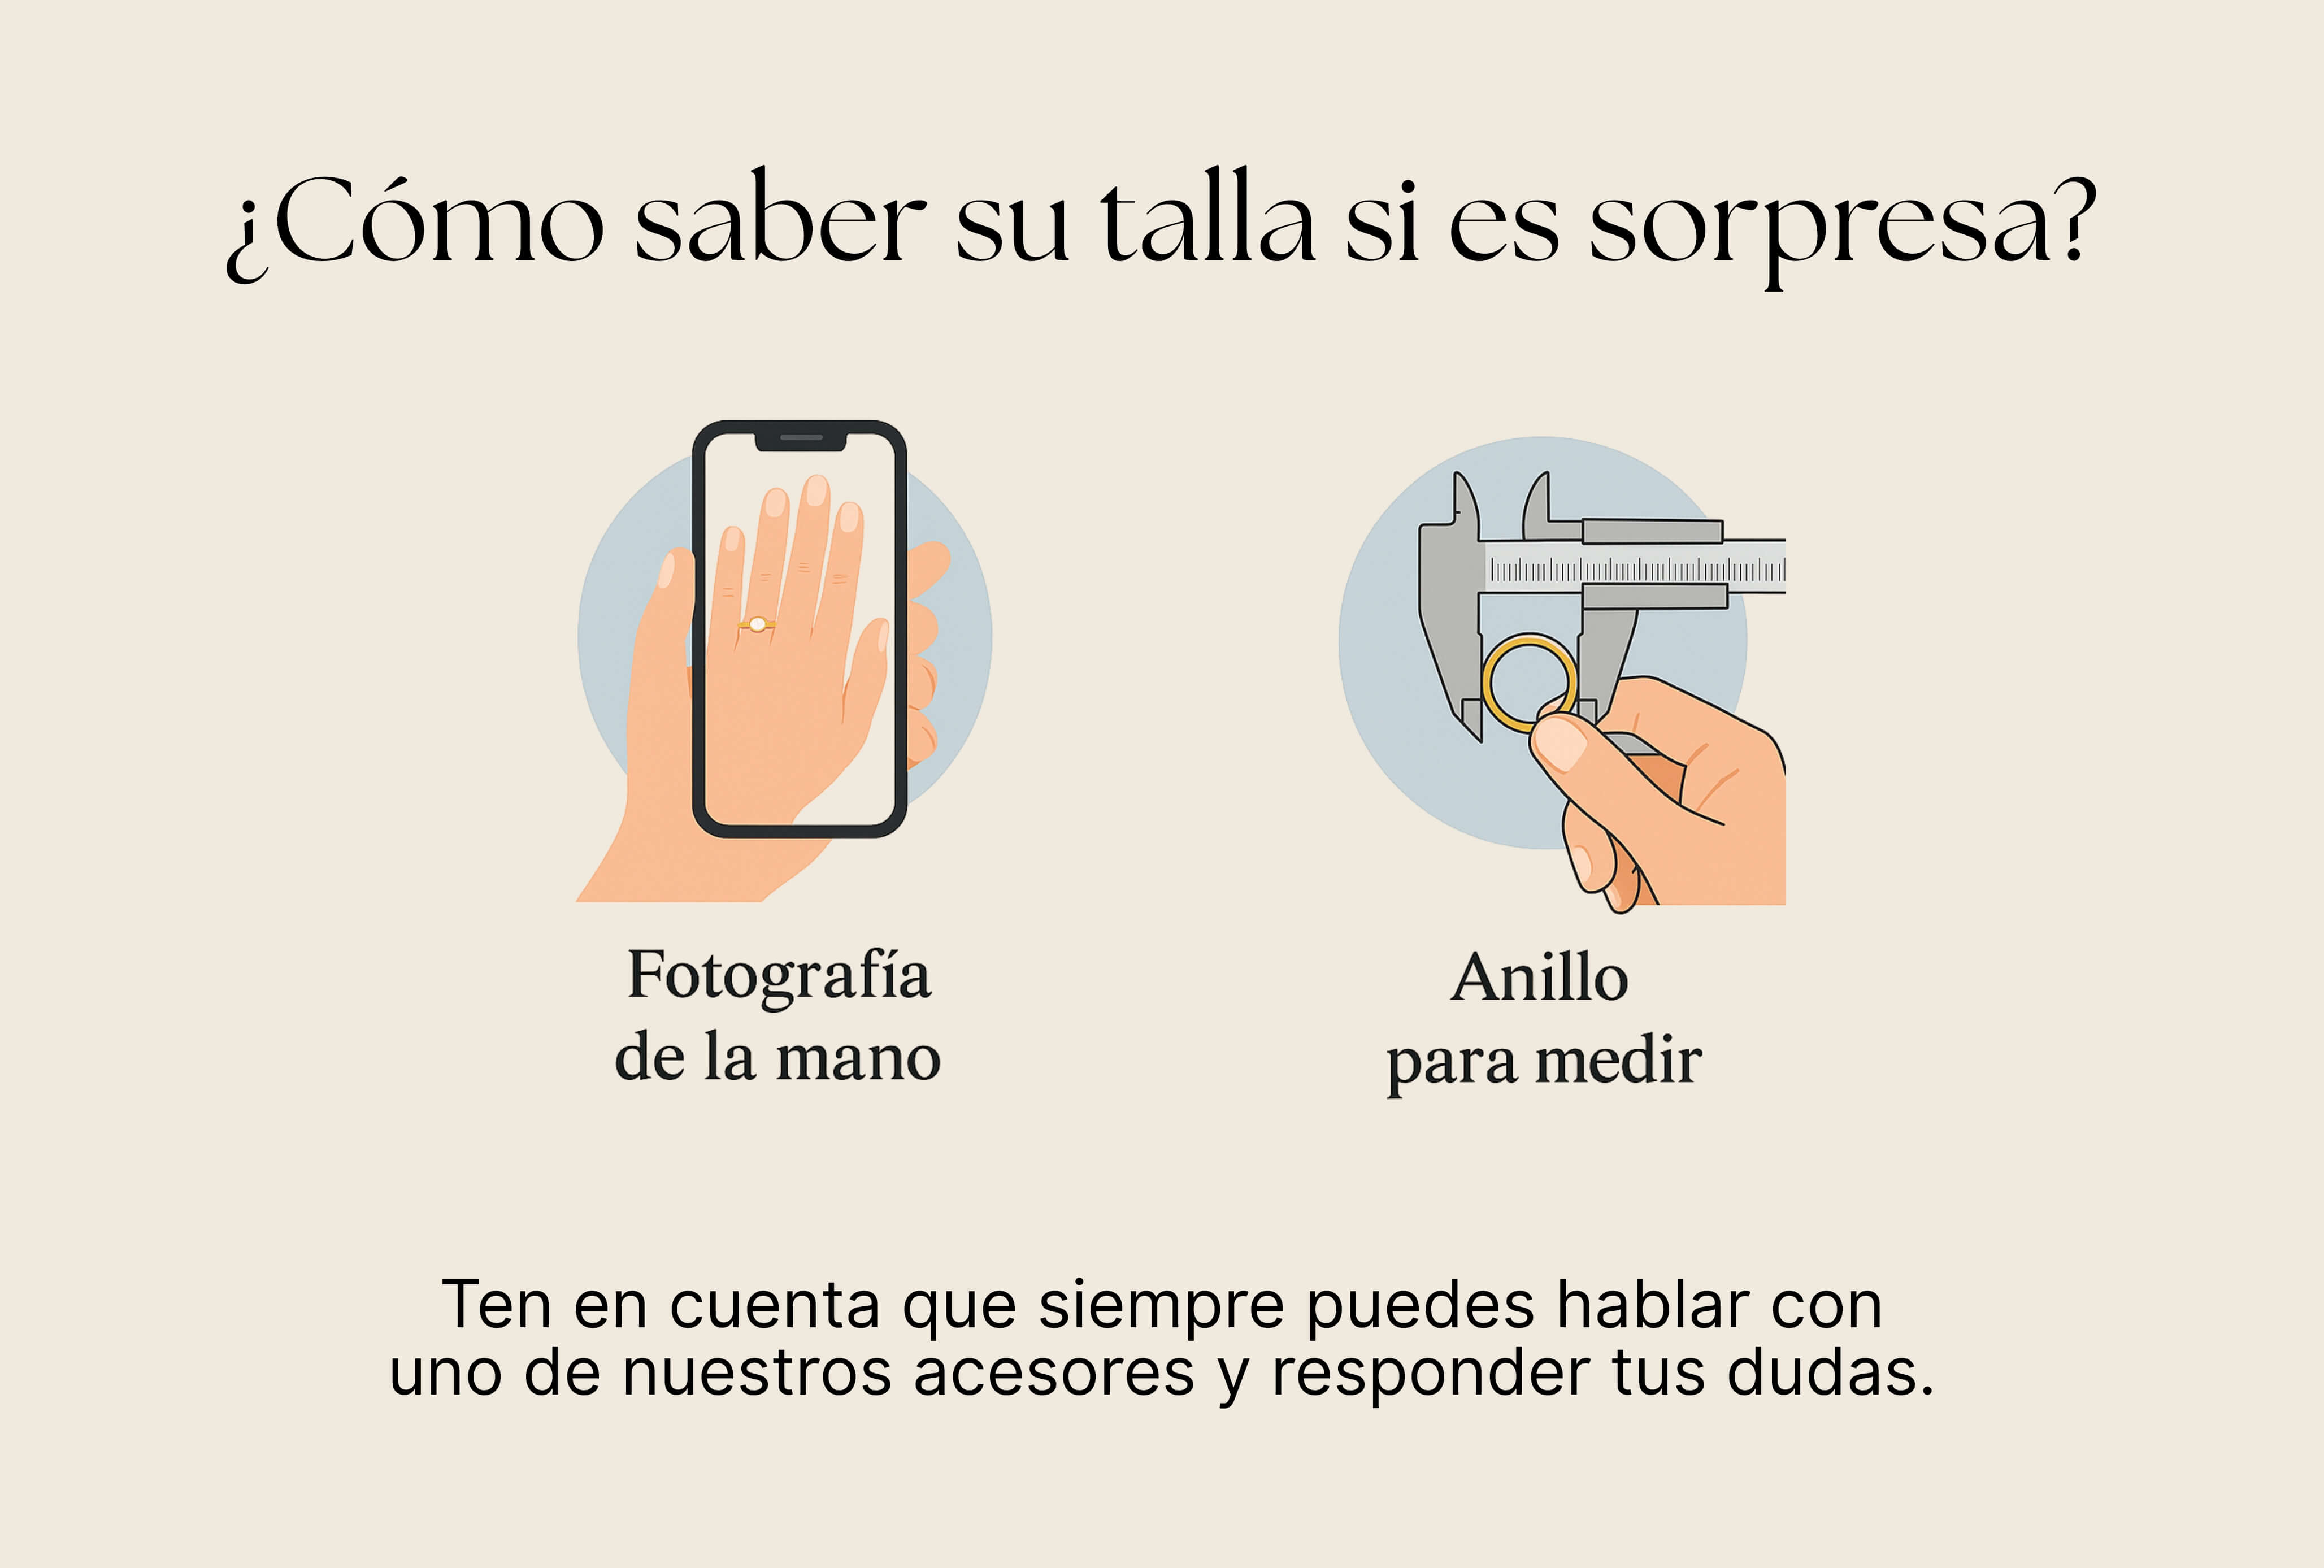 ¿Cómo saber su talla si es sorpresa?
Fotografía
de la mano
Anillo
para medir
Ten en cuenta que siempre puedes hablar con
uno de nuestros acesores y responder tus dudas.